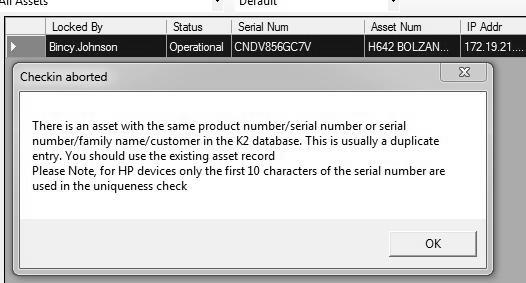 All Assets Default
Locked By Status Serial Num Asset Num IP Addr
Bincy.Johnson Operational CNDV856GC7V H642 BOLZAN... 172.19.21....
Checkin aborted
There is an asset with the same product number/serial number or serial
number/family name/customer in the K2 database. This is usually a duplicate
entry. You should use the existing asset record
Please Note, for HP devices only the first 10 characters of the serial number are
used in the uniqueness check
OK